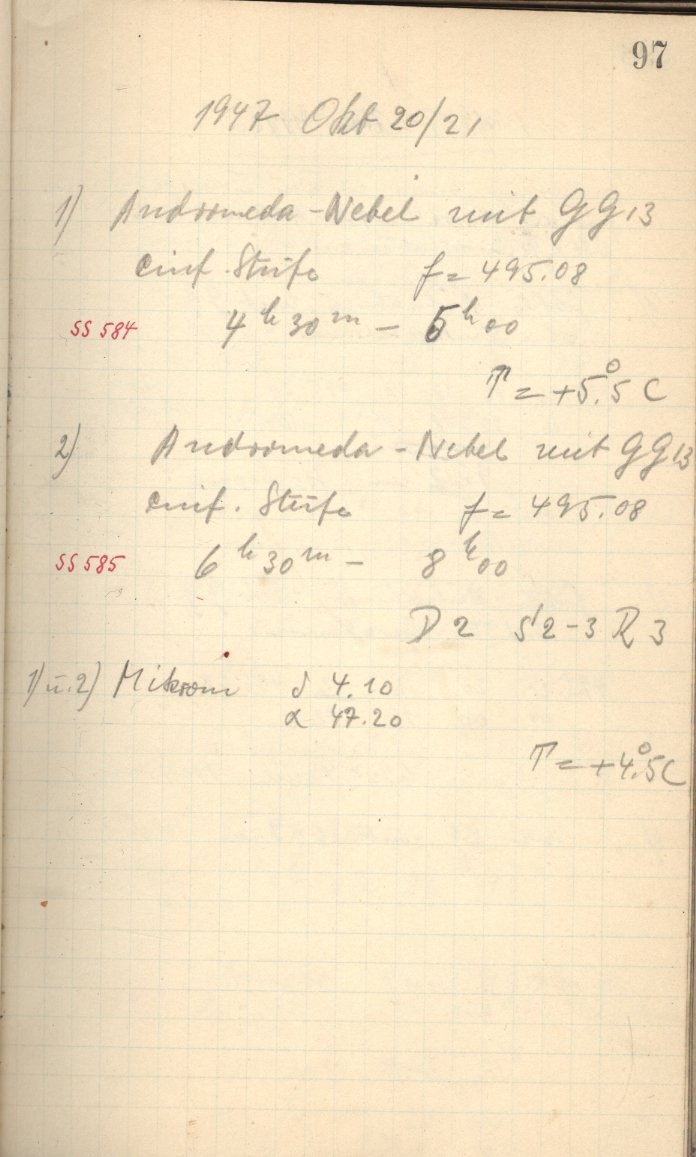 97
1947 Okt 20/21
1) Andromeda-Nebel mit GG13
einf. Stufe f = 495.08
SS 584 4h 30m – 5h 00
T = +5°.5 C
2) Andromeda-Nebel mit GG13
einf. Stufe f = 495.08
SS 585 6h 30m – 8h 00
D 2 S 2-3 R 3
1) u. 2) Mikrom δ 4.10
α 47.20
T = +4°.5 C